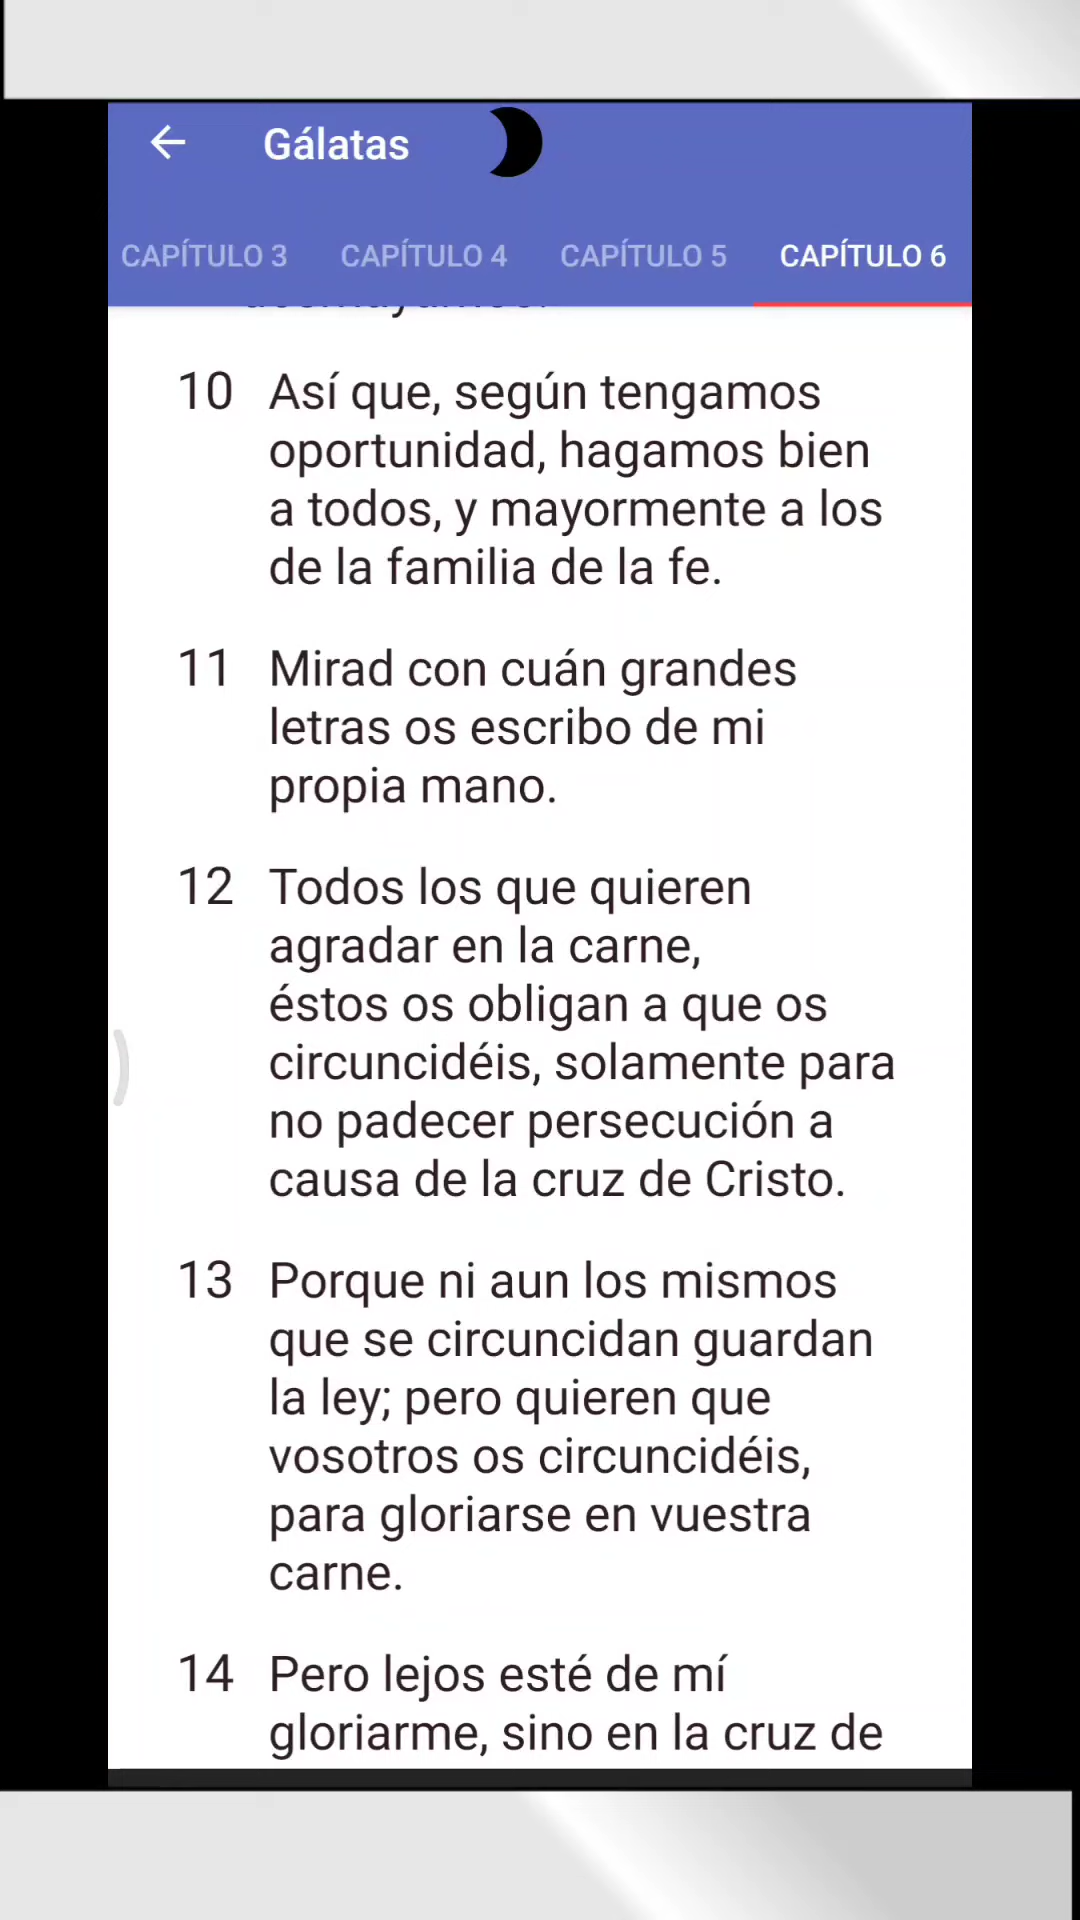 Gálatas
CAPÍTULO 3 CAPÍTULO 4 CAPÍTULO 5 CAPÍTULO 6
10 Así que, según tengamos
oportunidad, hagamos bien
a todos, y mayormente a los
de la familia de la fe.
11 Mirad con cuán grandes
letras os escribo de mi
propia mano.
12 Todos los que quieren
agradar en la carne,
éstos os obligan a que os
circuncidéis, solamente para
no padecer persecución a
causa de la cruz de Cristo.
13 Porque ni aun los mismos
que se circuncidan guardan
la ley; pero quieren que
vosotros os circuncidéis,
para gloriarse en vuestra
carne.
14 Pero lejos esté de mí
gloriarme, sino en la cruz de